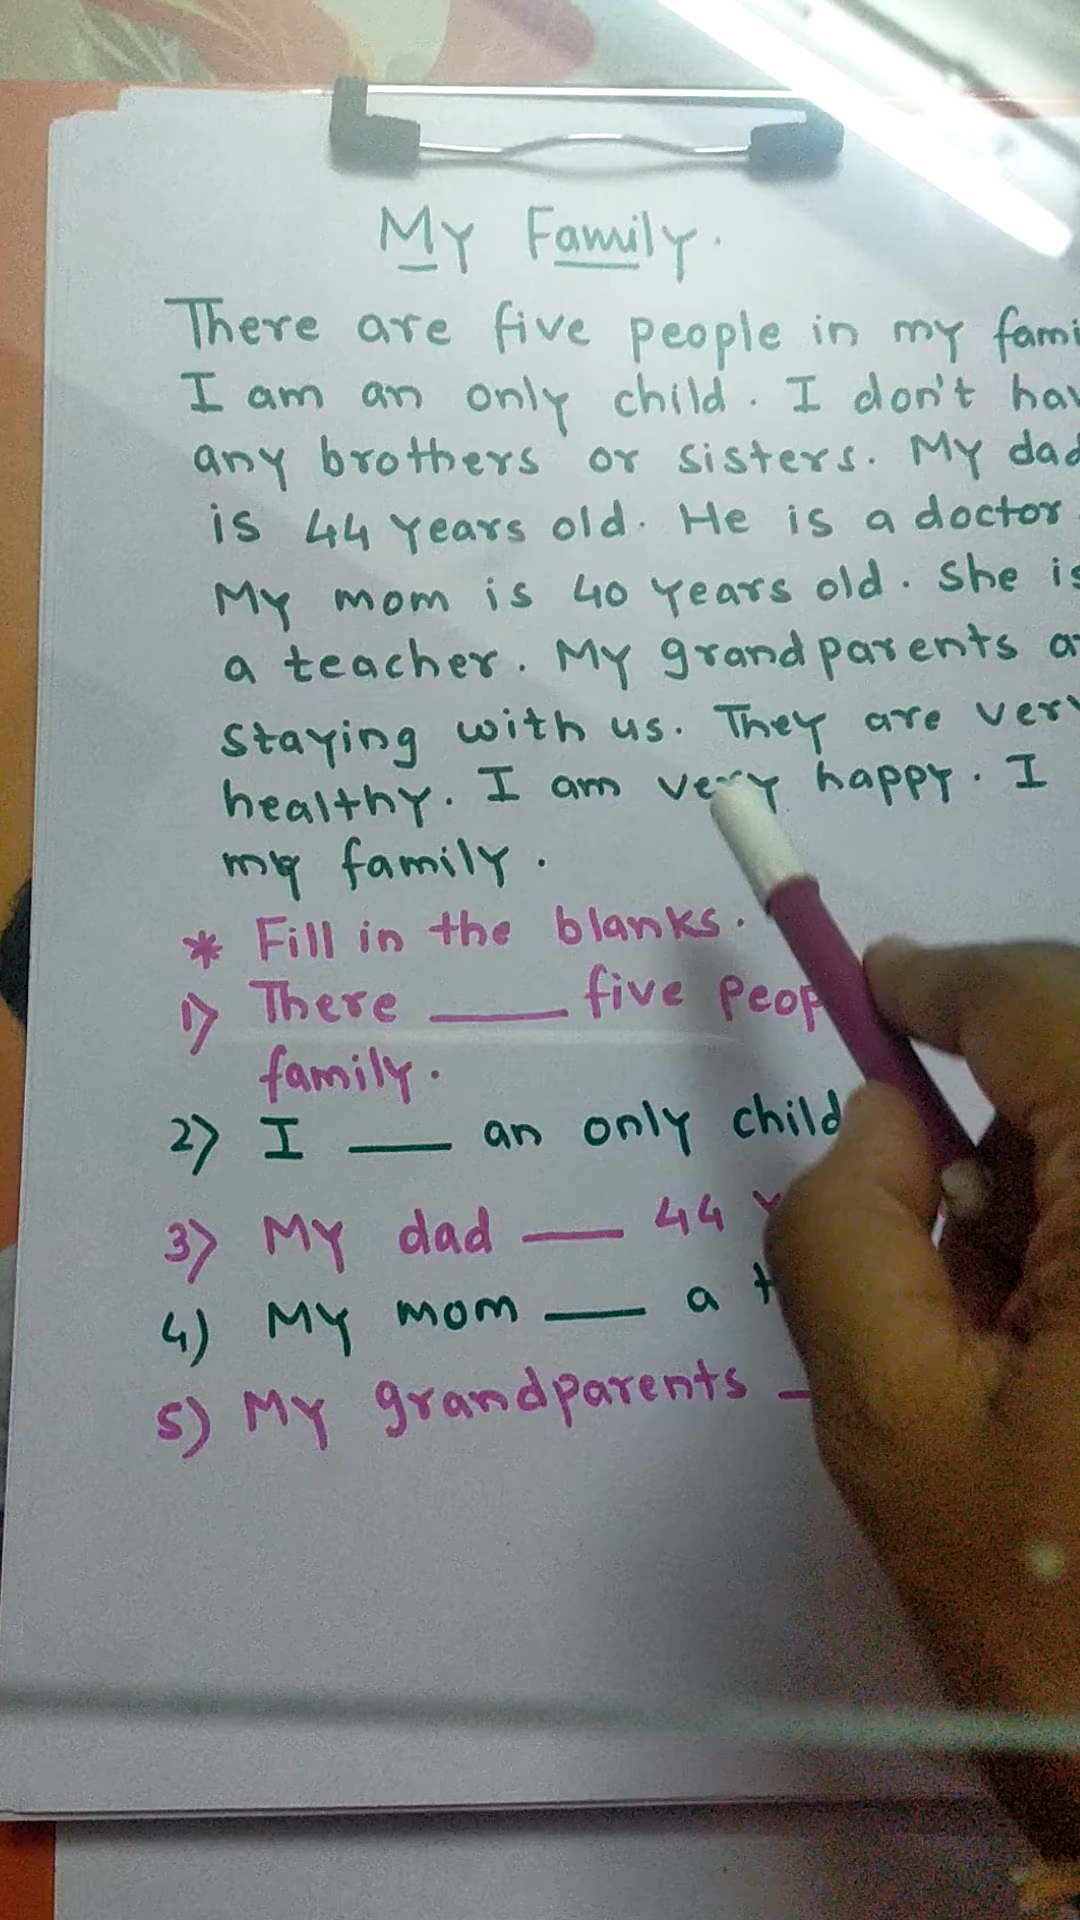 My Family.
There are five people in my fami
I am an only child. I don't hav
any brothers or sisters. My dad
is 44 years old. He is a doctor
My mom is 40 years old. She is
a teacher. My grandparents a
staying with us. They are very
healthy. I am very happy. I
my family.
* Fill in the blanks.
1) There ____ five peop
family.
2) I ____ an only child
3) My dad ____ 44 y
4) My mom ____ a t
5) My grandparents _